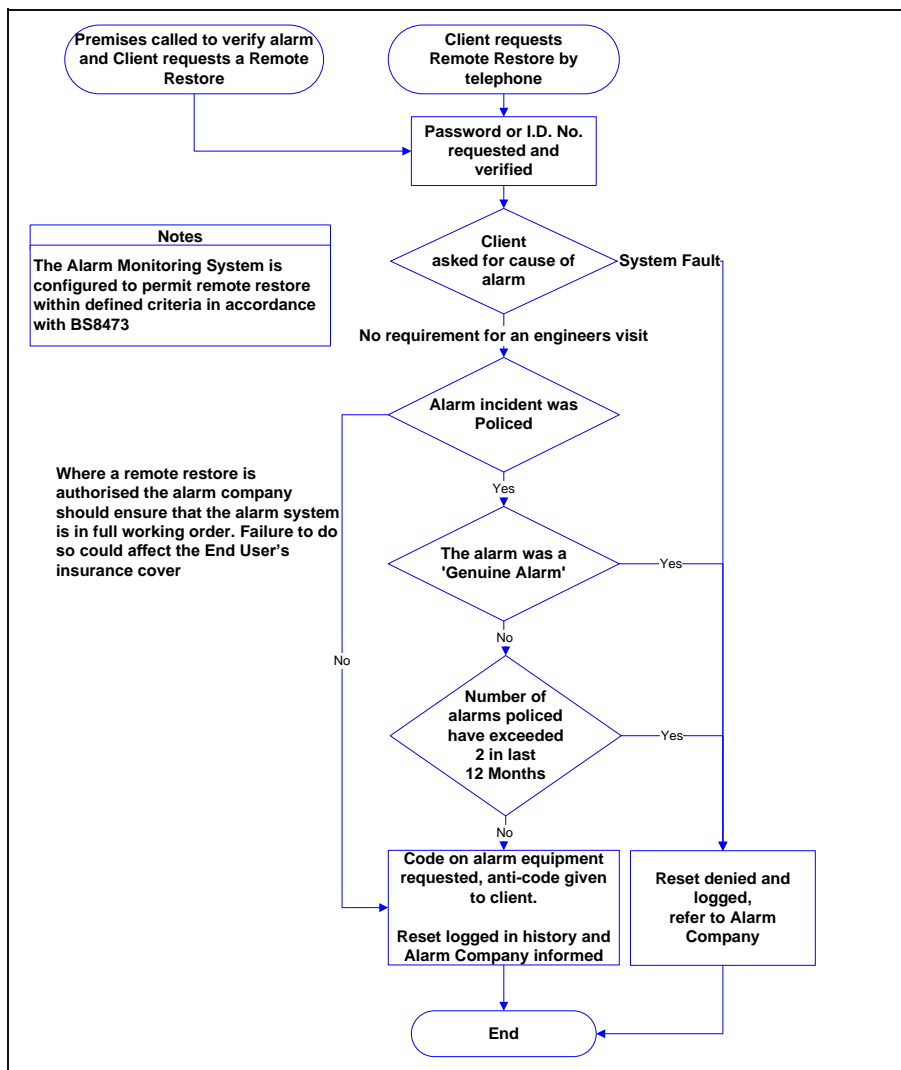 Premises called to verify alarm
and Client requests a Remote
Restore
Client requests
Remote Restore by
telephone
Password or I.D. No.
requested and
verified
Notes
The Alarm Monitoring System is
configured to permit remote restore
within defined criteria in accordance
with BS8473
Client
asked for cause of
alarm
System Fault
No requirement for an engineers visit
Alarm incident was
Policed
Where a remote restore is
authorised the alarm company
should ensure that the alarm system
is in full working order. Failure to do
so could affect the End User's
insurance cover
Yes
The alarm was a
'Genuine Alarm'
Yes
No
No
Number of
alarms policed
have exceeded
2 in last
12 Months
Yes
No
Code on alarm equipment
requested, anti-code given
to client.
Reset logged in history and
Alarm Company informed
Reset denied and
logged,
refer to Alarm
Company
End